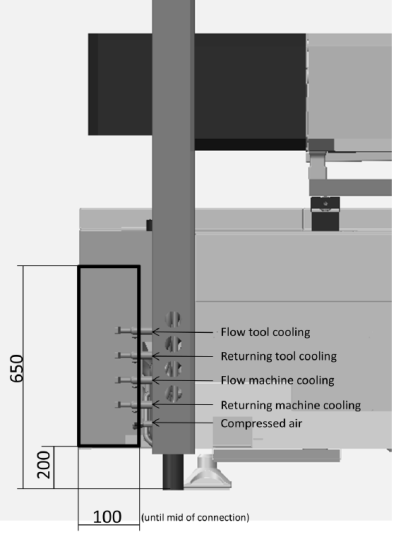 Flow tool cooling
Returning tool cooling
Flow machine cooling
Returning machine cooling
Compressed air
650
200
100 (until mid of connection)